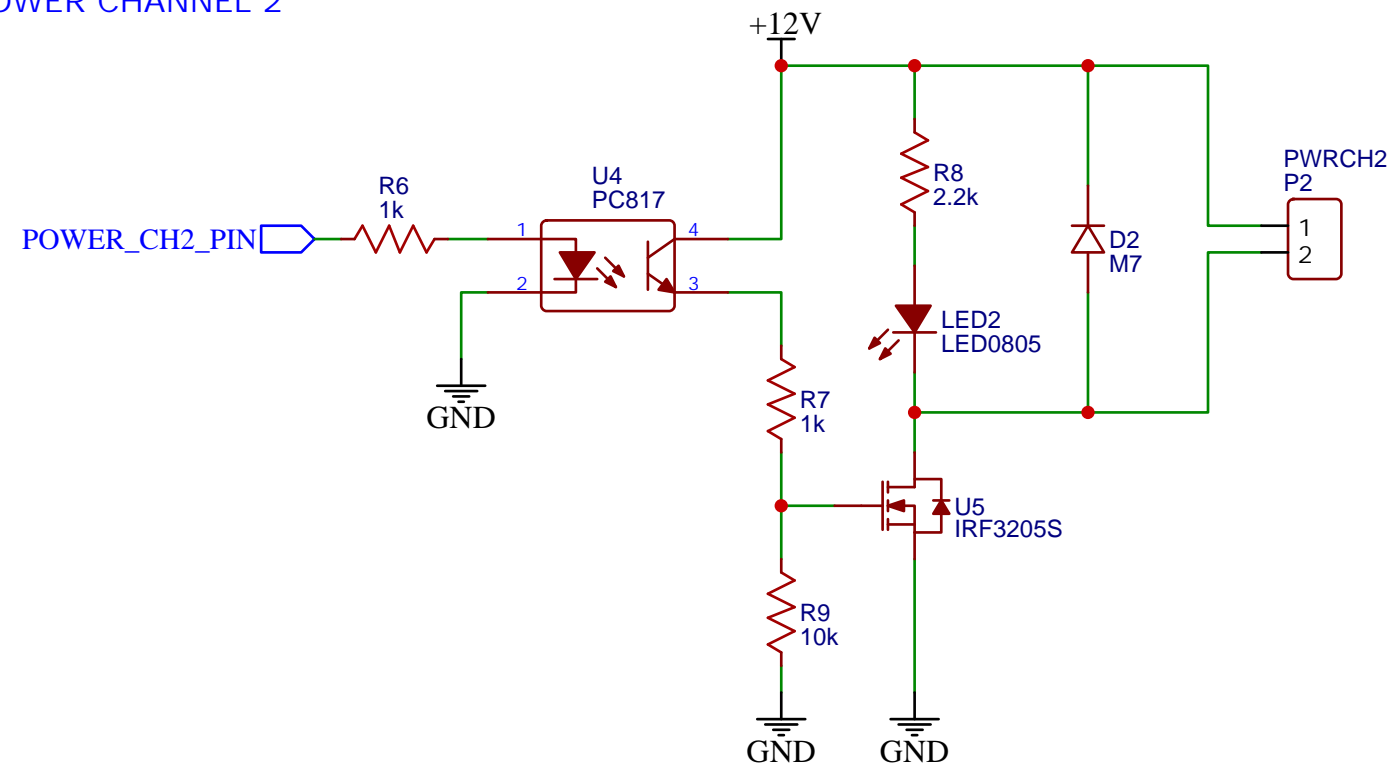 POWER CHANNEL 2
+12V
PWRCH2
P2
1
2
R8
2.2k
U4
PC817
R6
1k
POWER_CH2_PIN
1
2
4
3
D2
M7
LED2
LED0805
GND
R7
1k
U5
IRF3205S
R9
10k
GND
GND